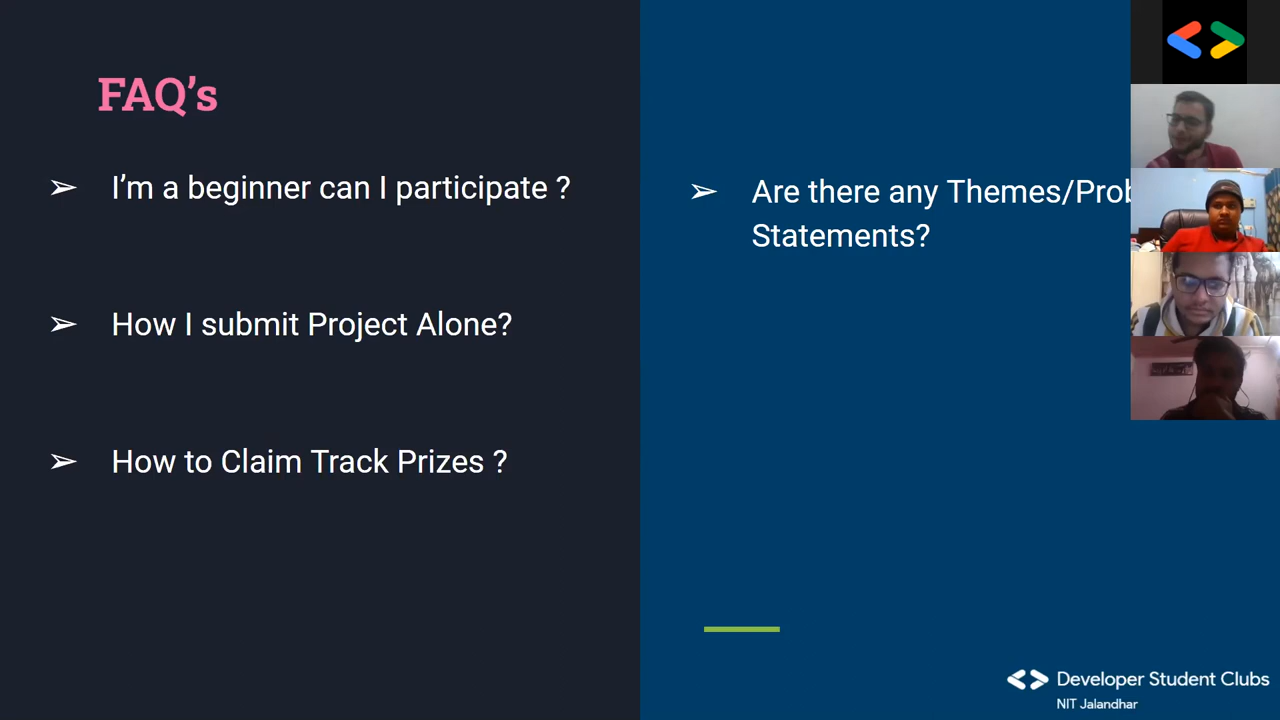 FAQ’s
➢ I’m a beginner can I participate ?
➢ How I submit Project Alone?
➢ How to Claim Track Prizes ?
➢ Are there any Themes/
Statements?
Developer Student Clubs
NIT Jalandhar